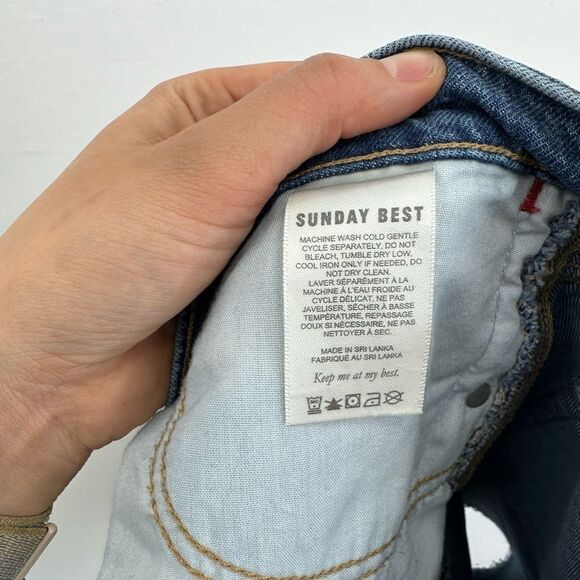 SUNDAY BEST
MACHINE WASH COLD GENTLE
CYCLE SEPARATELY, DO NOT
BLEACH, TUMBLE DRY LOW,
COOL IRON ONLY IF NEEDED, DO
NOT DRY CLEAN.
LAVER SÉPARÉMENT À LA
MACHINE À L'EAU FROIDE AU
CYCLE DÉLICAT, NE PAS
JAVELISER, SÉCHER À BASSE
TEMPÉRATURE, REPASSAGE
DOUX SI NÉCESSAIRE, NE PAS
NETTOYER À SEC.
MADE IN SRI LANKA
FABRIQUÉ AU SRI LANKA
Keep me at my best.